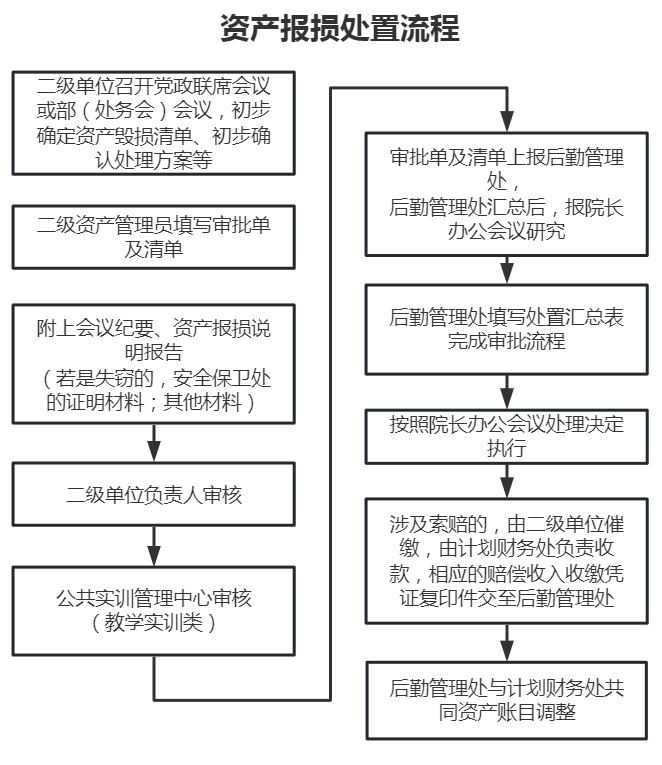 资产报损处置流程
二级单位召开党政联席会议
或部（处务会）会议，初步
确定资产毁损清单、初步确
认处理方案等
二级资产管理员填写审批单
及清单
附上会议纪要、资产报损说
明报告
（若是失窃的，安全保卫处
的证明材料；其他材料）
二级单位负责人审核
公共实训管理中心审核
（教学实训类）
审批单及清单上报后勤管理
处，
后勤管理处汇总后，报院长
办公会议研究
后勤管理处填写处置汇总表
完成审批流程
按照院长办公会议处理决定
执行
涉及索赔的，由二级单位催
缴，由计划财务处负责收
款，相应的赔偿收入收缴凭
证复印件交至后勤管理处
后勤管理处与计划财务处共
同资产账目调整